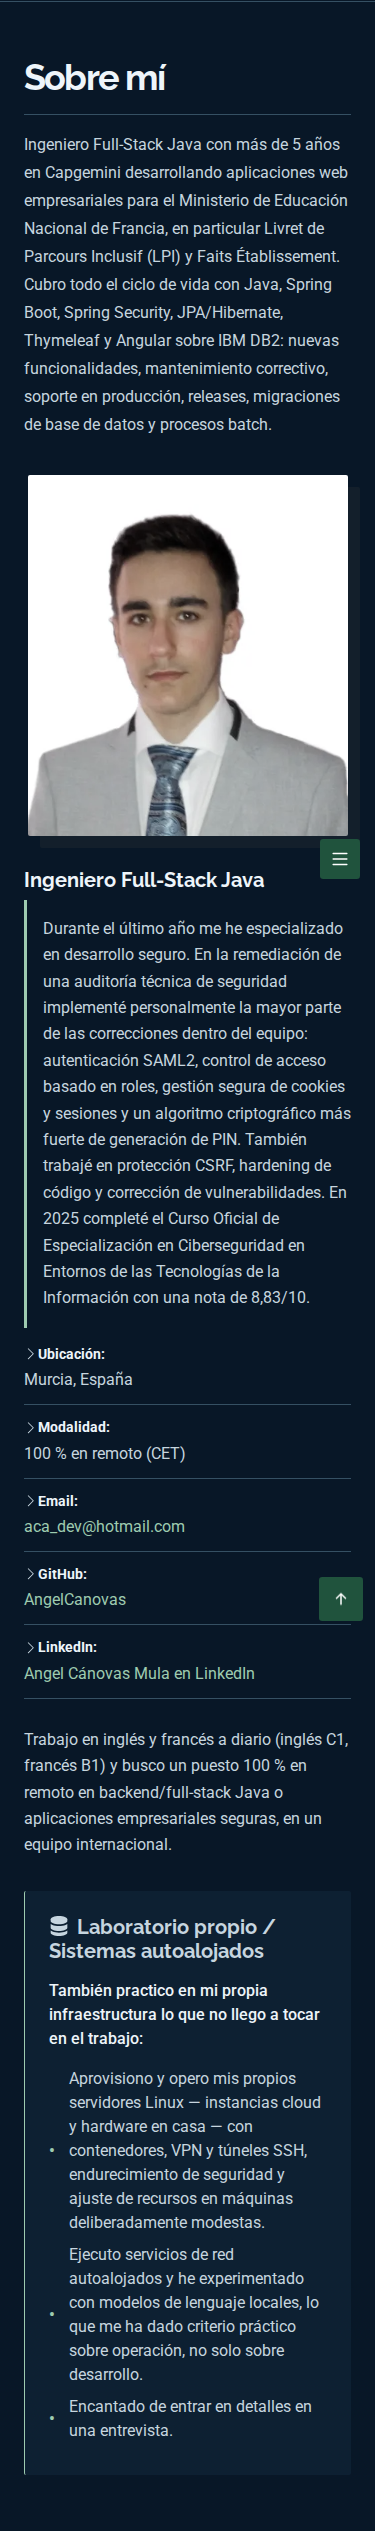 Sobre mí
Ingeniero Full-Stack Java con más de 5 años
en Capgemini desarrollando aplicaciones web
empresariales para el Ministerio de Educación
Nacional de Francia, en particular Livret de
Parcours Inclusif (LPI) y Faits Établissement.
Cubro todo el ciclo de vida con Java, Spring
Boot, Spring Security, JPA/Hibernate,
Thymeleaf y Angular sobre IBM DB2: nuevas
funcionalidades, mantenimiento correctivo,
soporte en producción, releases, migraciones
de base de datos y procesos batch.
Ingeniero Full-Stack Java
Durante el último año me he especializado
en desarrollo seguro. En la remediación de
una auditoría técnica de seguridad
implementé personalmente la mayor parte
de las correcciones dentro del equipo:
autenticación SAML2, control de acceso
basado en roles, gestión segura de cookies
y sesiones y un algoritmo criptográfico más
fuerte de generación de PIN. También
trabajé en protección CSRF, hardening de
código y corrección de vulnerabilidades. En
2025 completé el Curso Oficial de
Especialización en Ciberseguridad en
Entornos de las Tecnologías de la
Información con una nota de 8,83/10.
Ubicación:
Murcia, España
Modalidad:
100 % en remoto (CET)
Email:
aca_dev@hotmail.com
GitHub:
AngelCanovas
LinkedIn:
Angel Cánovas Mula en LinkedIn
Trabajo en inglés y francés a diario (inglés C1,
francés B1) y busco un puesto 100 % en
remoto en backend/full-stack Java o
aplicaciones empresariales seguras, en un
equipo internacional.
Laboratorio propio /
Sistemas autoalojados
También practico en mi propia
infraestructura lo que no llego a tocar
en el trabajo:
Aprovisiono y opero mis propios
servidores Linux — instancias cloud
y hardware en casa — con
contenedores, VPN y túneles SSH,
endurecimiento de seguridad y
ajuste de recursos en máquinas
deliberadamente modestas.
Ejecuto servicios de red
autoalojados y he experimentado
con modelos de lenguaje locales, lo
que me ha dado criterio práctico
sobre operación, no solo sobre
desarrollo.
Encantado de entrar en detalles en
una entrevista.